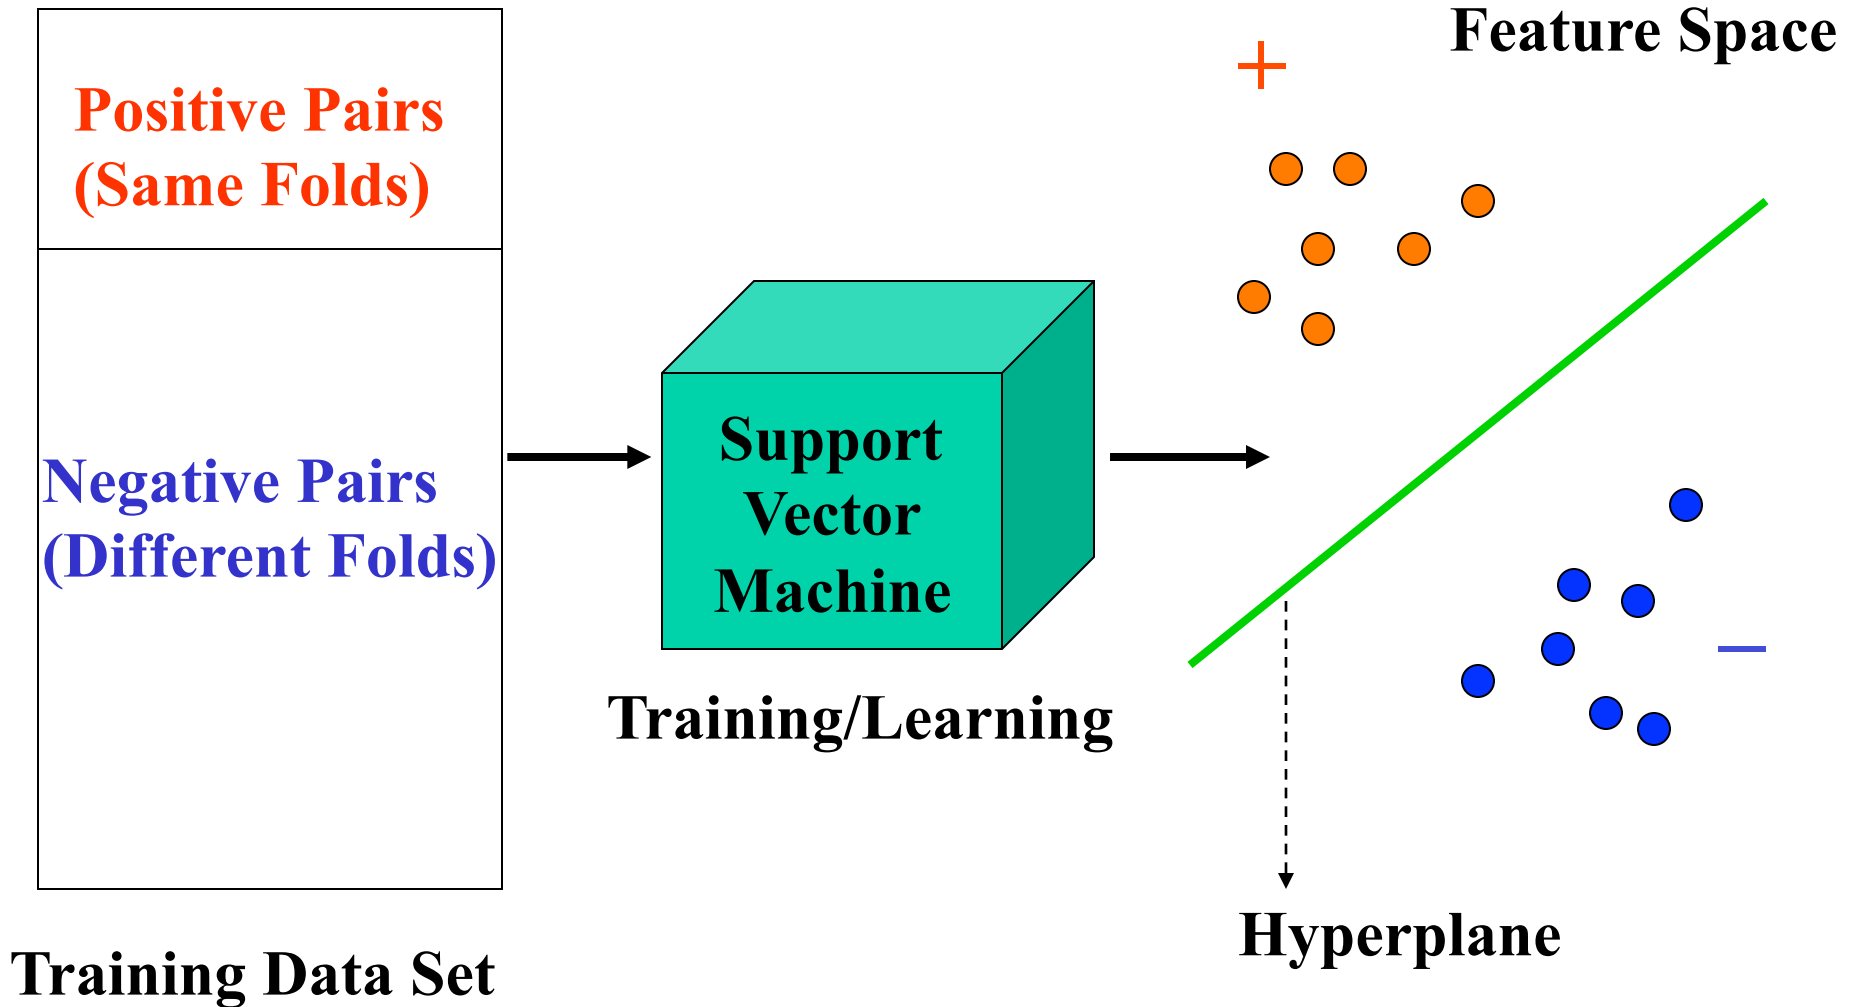 Positive Pairs
(Same Folds)
Negative Pairs
(Different Folds)
Training Data Set
Support
Vector
Machine
Training/Learning
Feature Space
+
–
Hyperplane